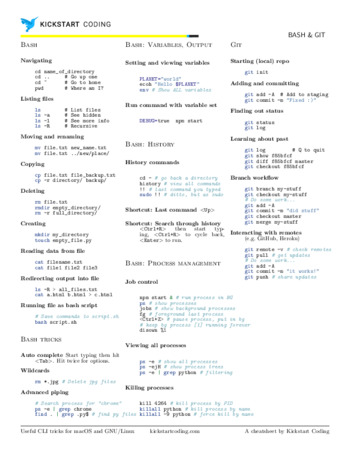 KICKSTART CODING
BASH & GIT
BASH
Navigating
cd name_of_directory
cd .. # Go up one
cd ~ # Go to home
pwd # Where am I?
Listing files
ls # List files
ls -a # See hidden
ls -l # See more info
ls -R # Recursive
Moving and renaming
mv file.txt new_name.txt
mv file.txt ../new/place/
Copying
cp file.txt file_backup.txt
cp -r directory/ backup/
Deleting
rm file.txt
rmdir empty_directory/
rm -r full_directory/
Creating
mkdir my_directory
touch empty_file.py
Reading data from file
cat filename.txt
cat file1 file2 file3
Redirecting output into file
ls -R > all_files.txt
cat a.html b.html > c.html
Running file as bash script
# Save commands to script.sh
bash script.sh
BASH TRICKS
Auto complete Start typing then hit
<Tab>. Hit twice for options.
Wildcards
rm *.jpg # Delete jpg files
Advanced piping
# Search process for "chrome"
ps -e | grep chrome
find . | grep .py$ # find py files
BASH: VARIABLES, OUTPUT
Setting and viewing variables
PLANET="world"
echo "Hello $PLANET"
env # Show ALL variables
Run command with variable set
DEBUG=true npm start
BASH: HISTORY
History commands
cd - # go back a directory
history # view all commands
!! # last command you typed
sudo !! # delfty, but as sudo
Shortcut: Last command <Up>
Shortcut: Search through history
<Ctrl+R> then start typ-
ing, <Ctrl+R> to cycle back,
<Enter> to run.
BASH: PROCESS MANAGEMENT
Job control
npm start & # run process in BG
ps # show processes
jobs # show background processes
fg # foreground last process
<Ctrl+Z> # pauses process, put in bg
# keep bg process [1] running forever
disown %1
Viewing all processes
ps -e # show all processes
ps -ejH # show process trees
ps -e | grep python # filtering
Killing processes
kill 6264 # kill process by PID
killall python # kill process by name
killall -9 python # force kill by name
GIT
Starting (local) repo
git init
Adding and committing
git add -A # Add to staging
git commit -m "Fixed :)"
Finding out status
git status
git log
Learning about past
git log # Q to quit
git show f85bfcf
git diff f85bfcf master
git checkout f85bfcf
Branch workflow
git branch my-stuff
git checkout my-stuff
# Do some work...
git add -A
git commit -m "did stuff"
git checkout master
git merge my-stuff
Interacting with remotes
(e.g. GitHub, Heroku)
git remote -v # check remotes
git pull # get updates
# Do some work...
git add -A
git commit -m "it works!"
git push # share updates
Useful CLI tricks for macOS and GNU/Linux
kickstartcoding.com
A cheatsheet by Kickstart Coding